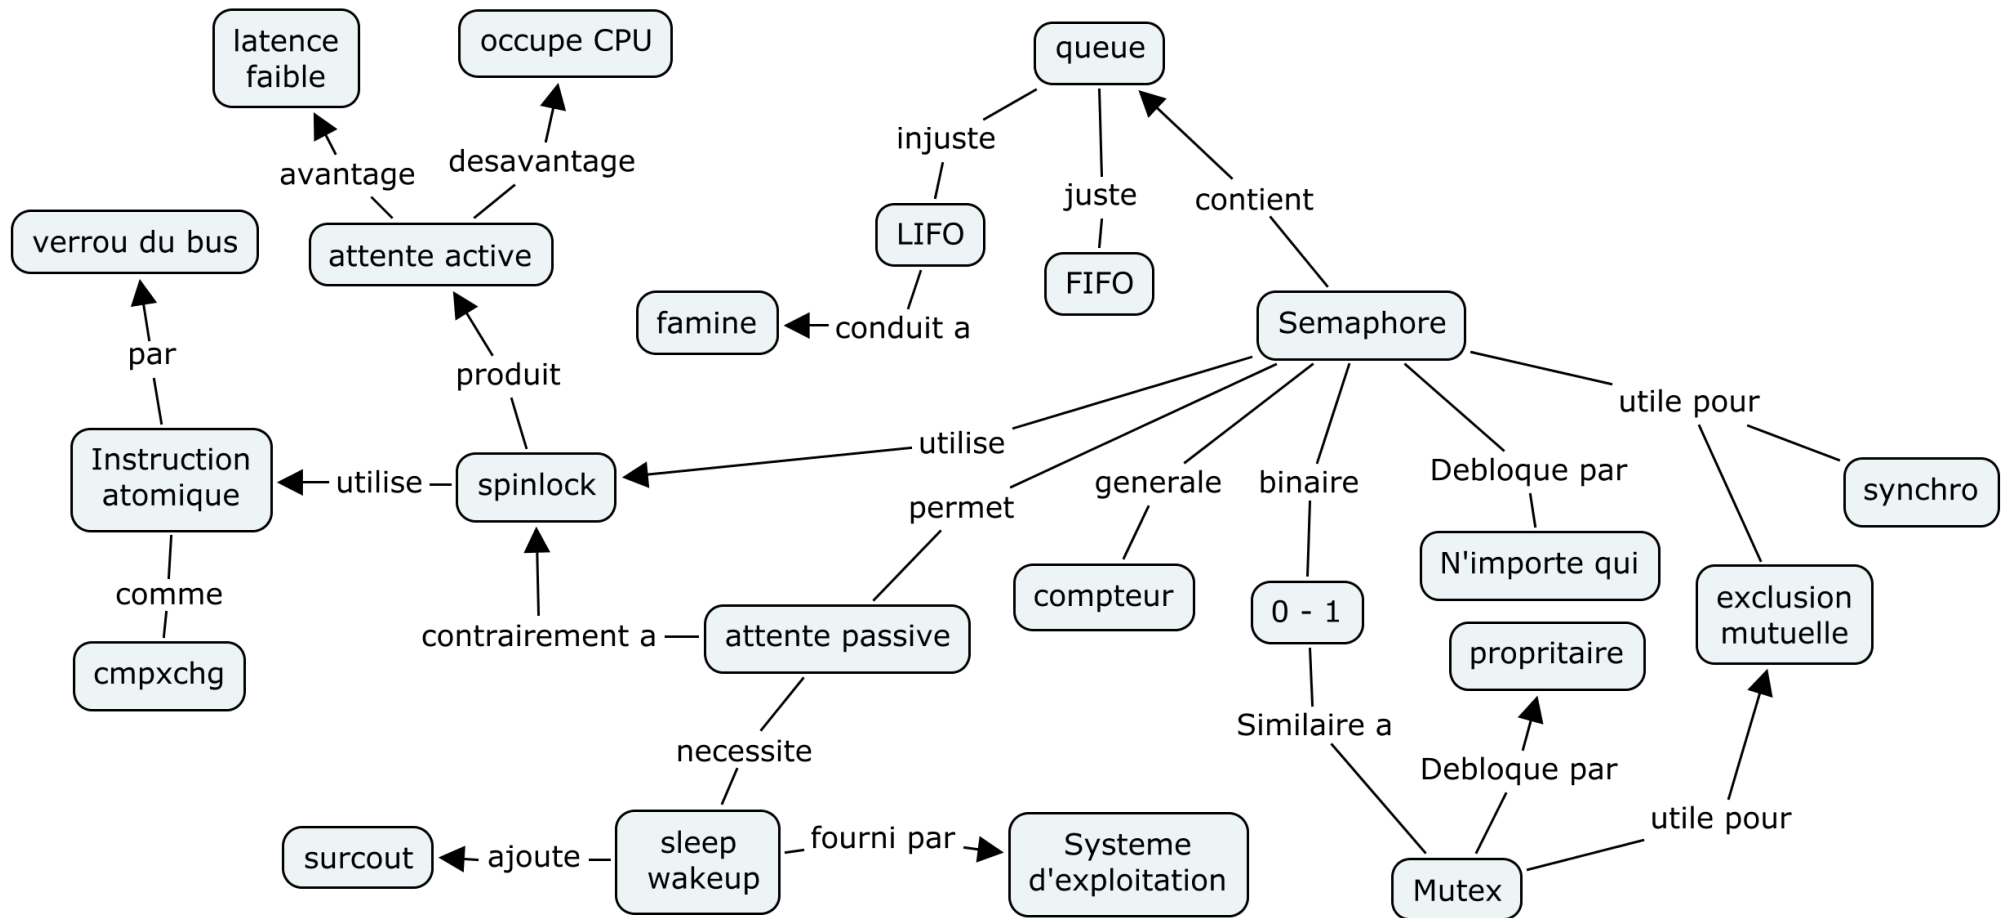 latence
faible
occupe CPU
queue
injuste
avantage
desavantage
juste
contient
verrou du bus
attente active
LIFO
FIFO
famine
conduit a
Semaphore
par
produit
utile pour
utilise
Instruction
atomique
utilise
spinlock
permet
generale
binaire
Debloque par
synchro
comme
compteur
0 - 1
N'importe qui
exclusion
mutuelle
contrairement a
attente passive
propritaire
cmpxchg
necessite
Similaire a
Debloque par
utile pour
surcout
ajoute
sleep
wakeup
fourni par
Systeme
d'exploitation
Mutex